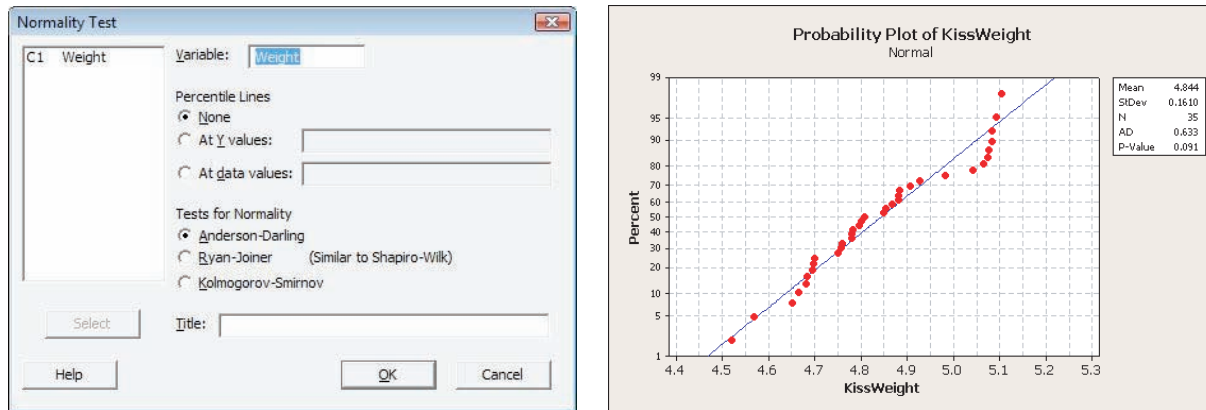 Normality Test
C1 Weight
Variable: Weight
Percentile Lines
None
At Y values:
At data values:
Tests for Normality
Anderson-Darling
Ryan-Joiner (Similar to Shapiro-Wilk)
Kolmogorov-Smirnov
Select
Title:
Help
OK
Cancel
Probability Plot of KissWeight
Normal
Mean 4.844
StDev 0.1610
N 35
AD 0.633
P-Value 0.091
Percent
99
95
90
80
70
60
50
40
30
20
10
5
1
4.4 4.5 4.6 4.7 4.8 4.9 5.0 5.1 5.2 5.3
KissWeight